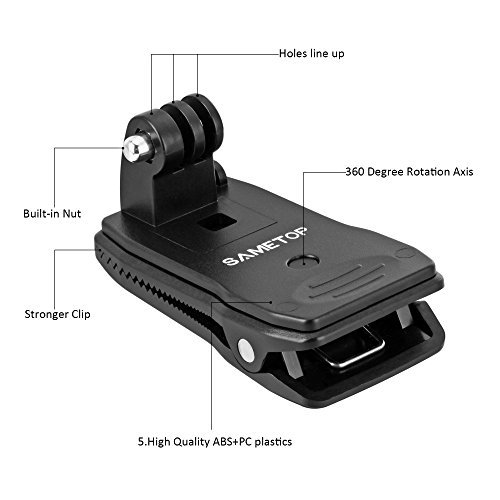 Holes line up
360 Degree Rotation Axis
Built-in Nut
SAMETOP
Stronger Clip
5.High Quality ABS+PC plastics